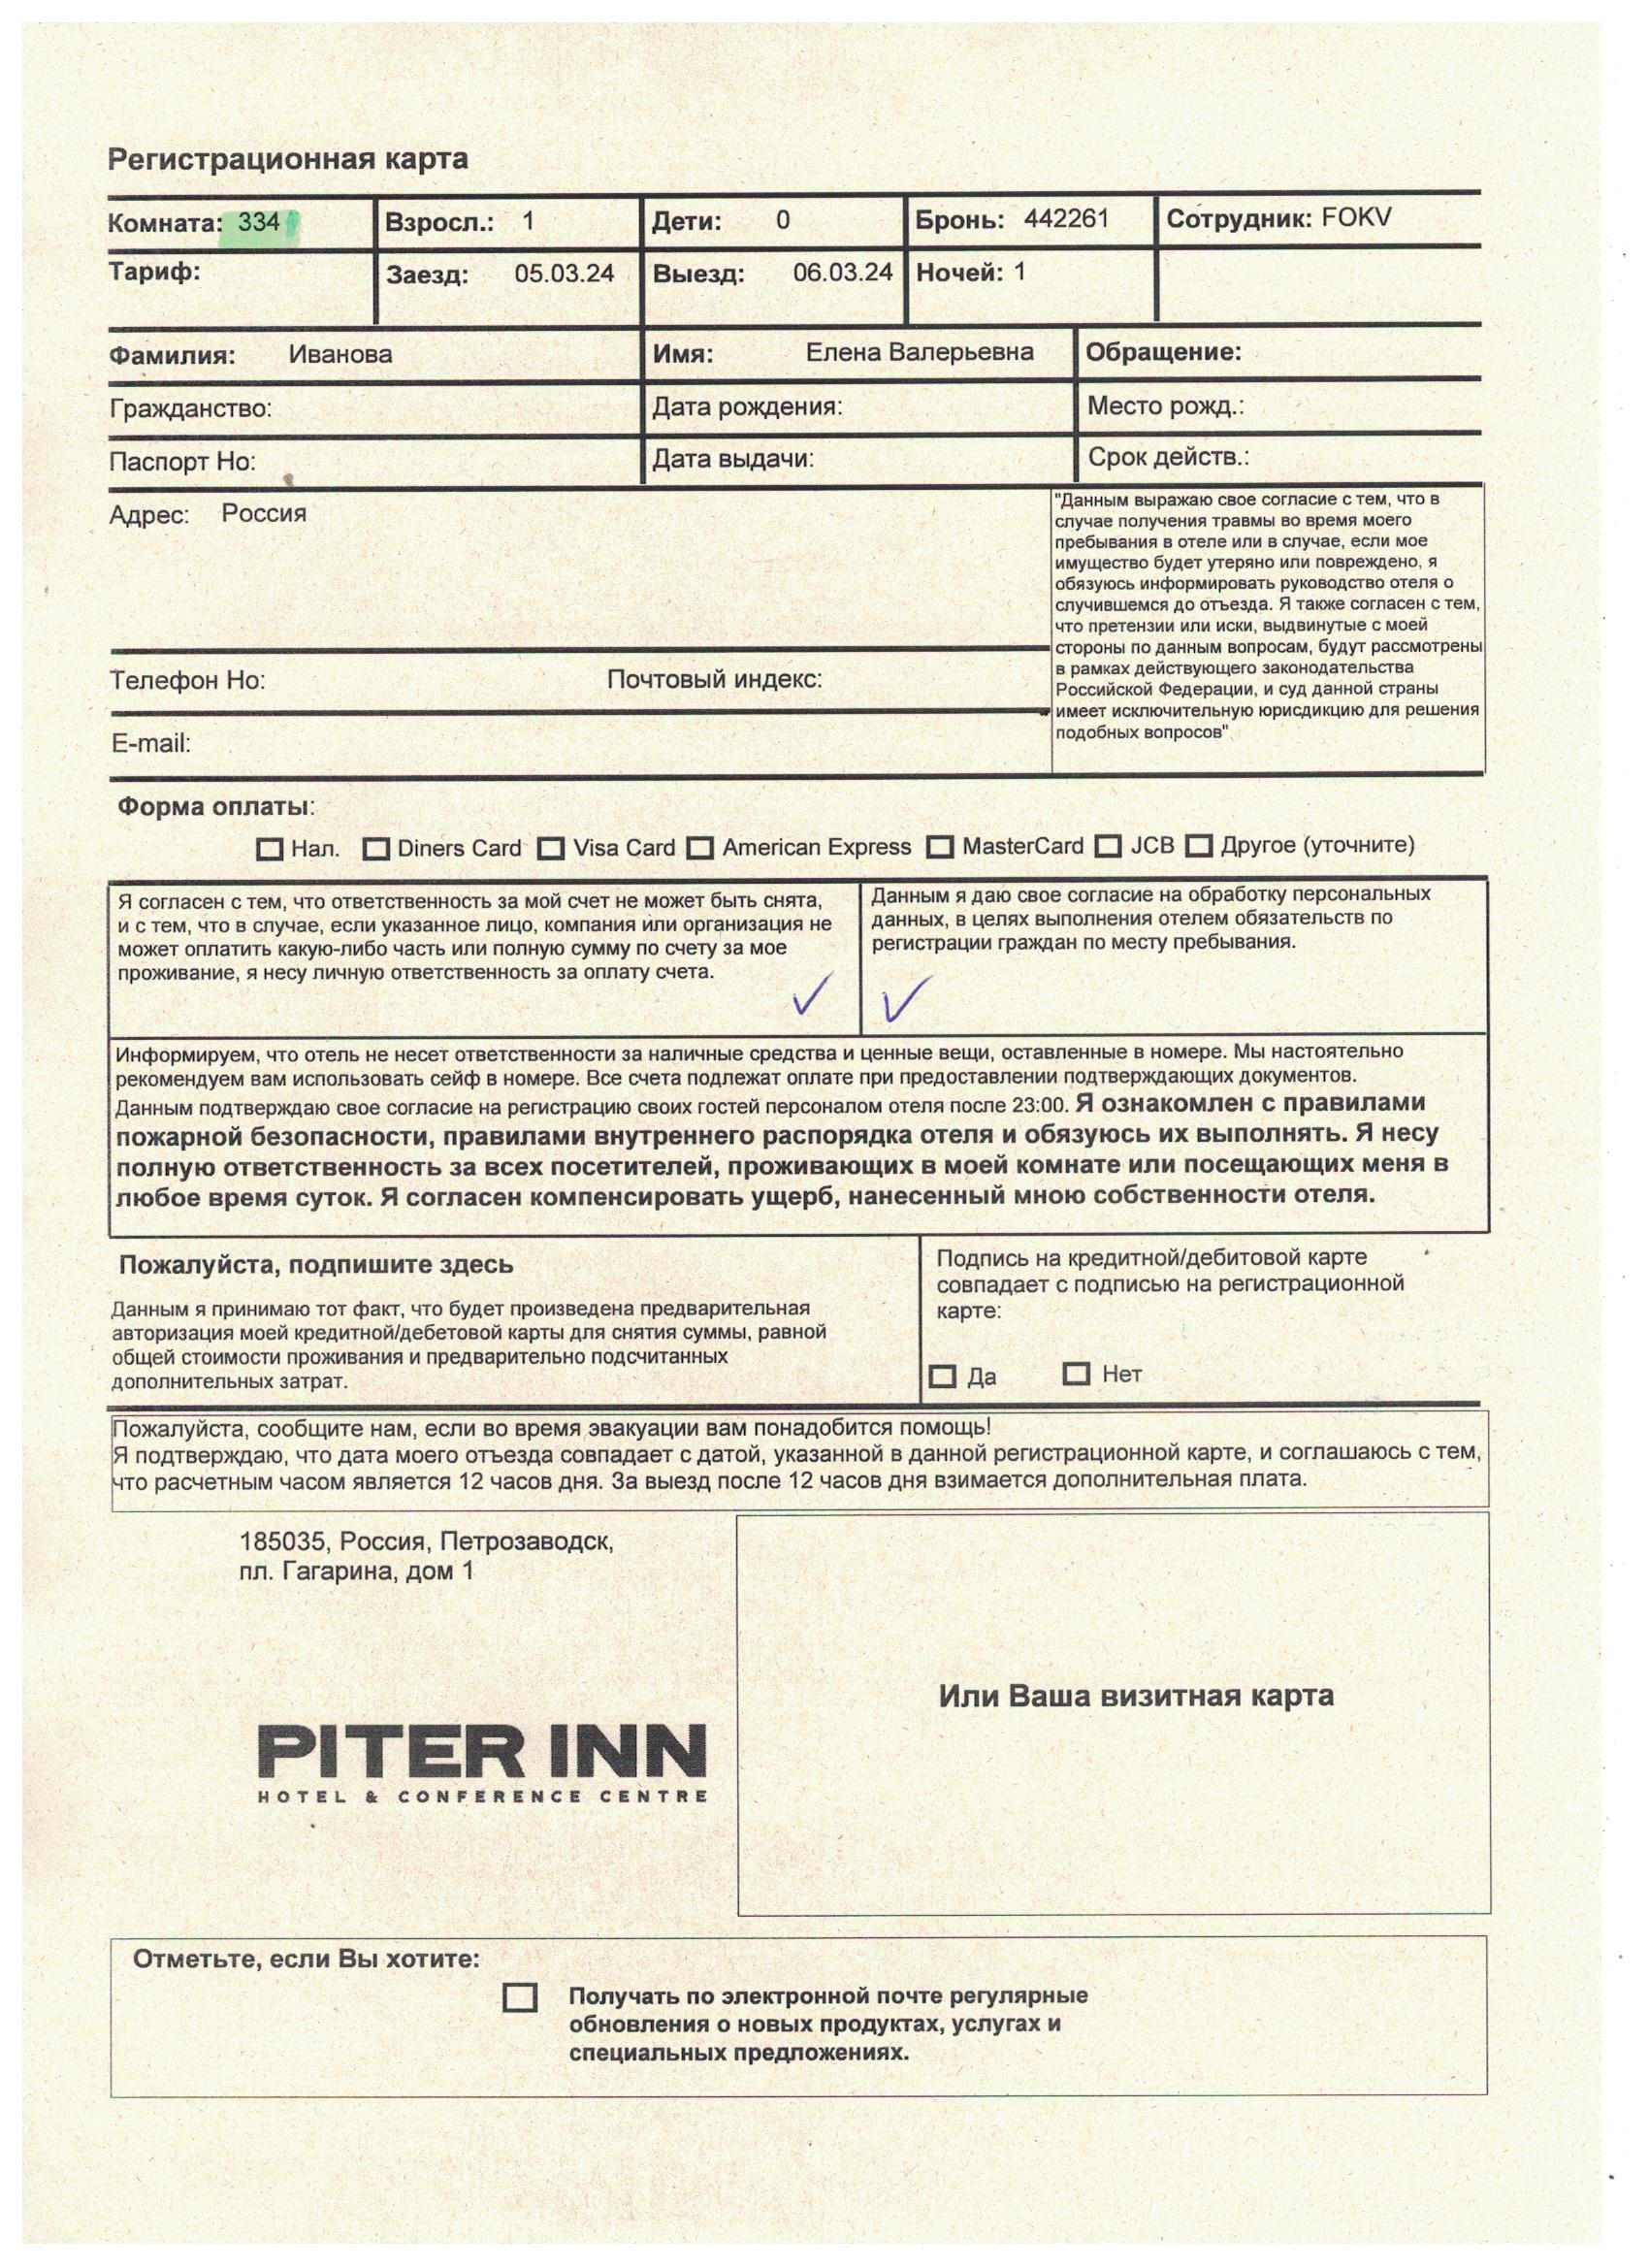 Регистрационная карта
Комната: 334 Взросл.: 1 Дети: 0 Бронь: 442261 Сотрудник: FOKV
Тариф: Заезд: 05.03.24 Выезд: 06.03.24 Ночей: 1
Фамилия: Иванова Имя: Елена Валерьевна Обращение:
Гражданство: Дата рождения: Место рожд.:
Паспорт Но: Дата выдачи: Срок действ.:
Адрес: Россия
"Данным выражаю свое согласие с тем, что в
случае получения травмы во время моего
пребывания в отеле или в случае, если мое
имущество будет утеряно или повреждено, я
обязуюсь информировать руководство отеля о
случившемся до отъезда. Я также согласен с тем,
что претензии или иски, выдвинутые с моей
стороны по данным вопросам, будут рассмотрены
в рамках действующего законодательства
Российской Федерации, и суд данной страны
имеет исключительную юрисдикцию для решения
подобных вопросов"
Телефон Но: Почтовый индекс:
E-mail:
Форма оплаты:
Нал. Diners Card Visa Card American Express MasterCard JCB Другое (уточните)
Я согласен с тем, что ответственность за мой счет не может быть снята,
и с тем, что в случае, если указанное лицо, компания или организация не
может оплатить какую-либо часть или полную сумму по счету за мое
проживание, я несу личную ответственность за оплату счета.
Данным я даю свое согласие на обработку персональных
данных, в целях выполнения отелем обязательств по
регистрации граждан по месту пребывания.
Информируем, что отель не несет ответственности за наличные средства и ценные вещи, оставленные в номере. Мы настоятельно
рекомендуем вам использовать сейф в номере. Все счета подлежат оплате при предоставлении подтверждающих документов.
Данным подтверждаю свое согласие на регистрацию своих гостей персоналом отеля после 23:00. Я ознакомлен с правилами
пожарной безопасности, правилами внутреннего распорядка отеля и обязуюсь их выполнять. Я несу
полную ответственность за всех посетителей, проживающих в моей комнате или посещающих меня в
любое время суток. Я согласен компенсировать ущерб, нанесенный мною собственности отеля.
Пожалуйста, подпишите здесь
Данным я принимаю тот факт, что будет произведена предварительная
авторизация моей кредитной/дебетовой карты для снятия суммы, равной
общей стоимости проживания и предварительно подсчитанных
дополнительных затрат.
Подпись на кредитной/дебитовой карте
совпадает с подписью на регистрационной
карте:
Да Нет
Пожалуйста, сообщите нам, если во время эвакуации вам понадобится помощь!
Я подтверждаю, что дата моего отъезда совпадает с датой, указанной в данной регистрационной карте, и соглашаюсь с тем,
что расчетным часом является 12 часов дня. За выезд после 12 часов дня взимается дополнительная плата.
185035, Россия, Петрозаводск,
пл. Гагарина, дом 1
Или Ваша визитная карта
PITER INN
HOTEL & CONFERENCE CENTRE
Отметьте, если Вы хотите:
Получать по электронной почте регулярные
обновления о новых продуктах, услугах и
специальных предложениях.